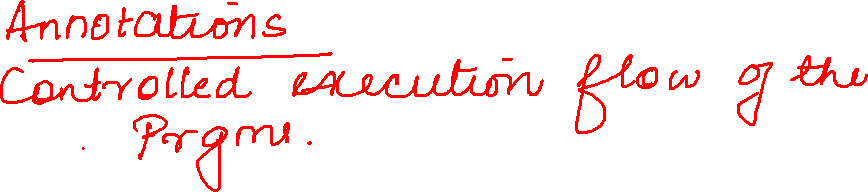 Annotations
Controlled execution flow of the
Prgm.